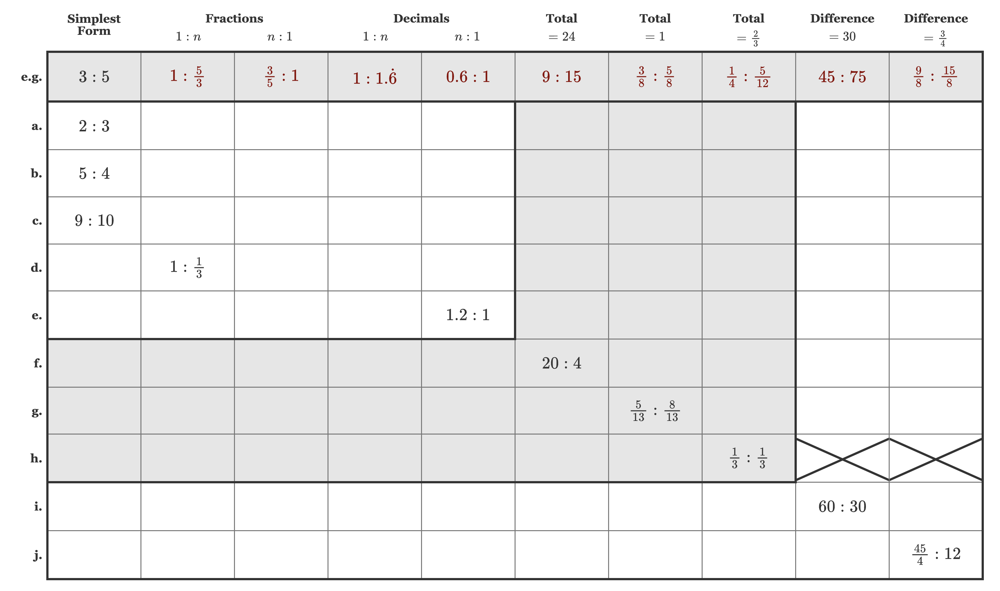 Simplest Form Fractions Decimals Total Total Total Difference Difference
1 : n n : 1 1 : n n : 1 = 24 = 1 = 2/3 = 30 = 3/4
e.g. 3 : 5 1 : 5/3 3/5 : 1 1 : 1.6̇ 0.6 : 1 9 : 15 3/8 : 5/8 1/4 : 5/12 45 : 75 9/8 : 15/8
a. 2 : 3
b. 5 : 4
c. 9 : 10
d. 1 : 1/3
e. 1.2 : 1
f. 20 : 4
g. 5/13 : 8/13
h. 1/3 : 1/3
i. 60 : 30
j. 45/4 : 12